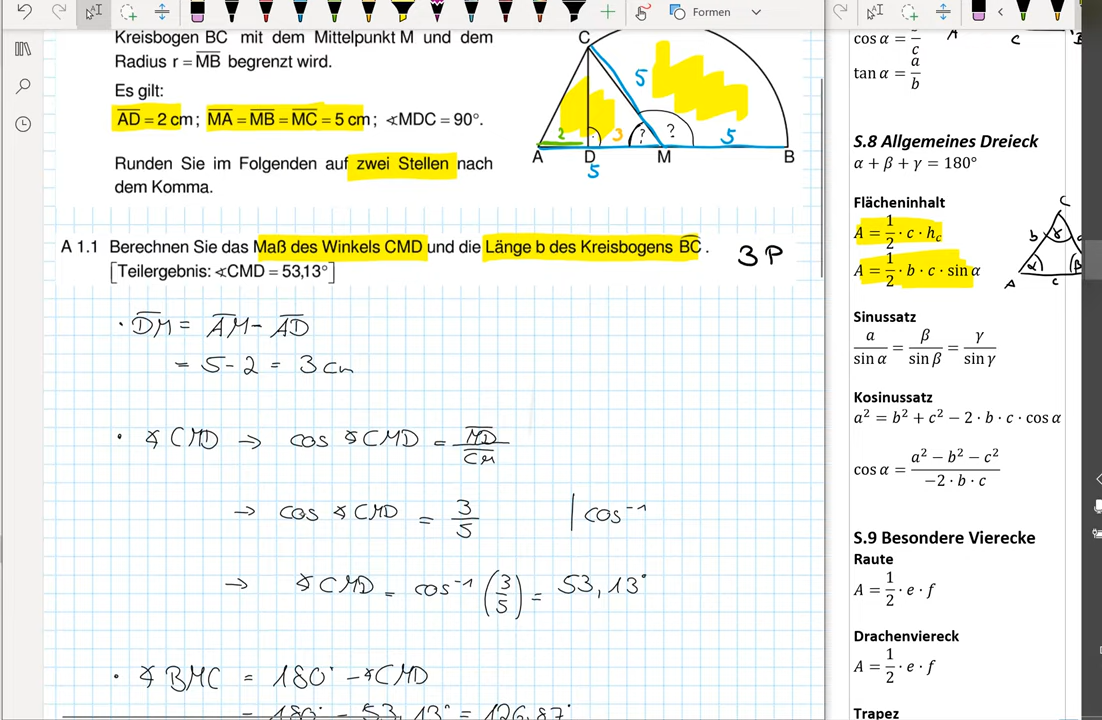 Formen
Kreisbogen BC mit dem Mittelpunkt M und dem
Radius r = MB begrenzt wird.
Es gilt:
AD = 2 cm; MA = MB = MC = 5 cm; ∢MDC = 90°.
Runden Sie im Folgenden auf zwei Stellen nach
dem Komma.
C
5
2
3
?
?
5
A
D
M
B
5
A 1.1 Berechnen Sie das Maß des Winkels CMD und die Länge b des Kreisbogens BC.
[Teilergebnis: ∢CMD = 53,13°]
3 P
• DM = AM - AD
= 5 - 2 = 3 cm
• ∢ CMD → cos ∢CMD = MD/CM
→ cos ∢ CMD = 3/5 | cos⁻¹
→ ∢ CMD = cos⁻¹ (3/5) = 53,13°
• ∢ BMC = 180° - ∢CMD
= 180° - 53,13° = 126,87°
cos α = b/c
tan α = a/b
S.8 Allgemeines Dreieck
α + β + γ = 180°
Flächeninhalt
A = 1/2 · c · h_c
A = 1/2 · b · c · sin α
C
b
γ
α
β
A
c
Sinussatz
a/sin α = β/sin β = γ/sin γ
Kosinussatz
a² = b² + c² − 2 · b · c · cos α
cos α = (a² − b² − c²)/(−2 · b · c)
S.9 Besondere Vierecke
Raute
A = 1/2 · e · f
Drachenviereck
A = 1/2 · e · f
Trapez